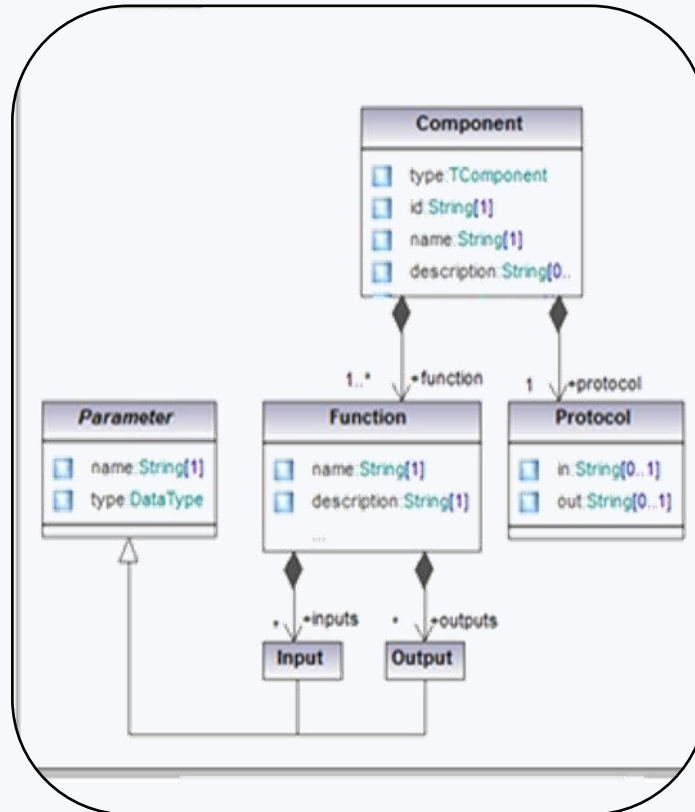 Component
type:TComponent
id:String[1]
name:String[1]
description:String[0..
1..* +function
1 +protocol
Parameter
name:String[1]
type:DataType
Function
name:String[1]
description:String[1]
...
Protocol
in:String[0..1]
out:String[0..1]
* +inputs
* +outputs
Input
Output